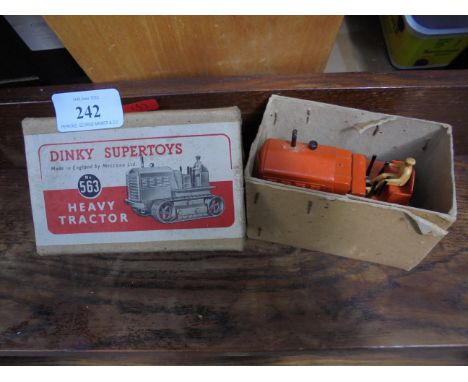 242
DINKY SUPERTOYS
Made in England by Meccano Ltd.
No
563
HEAVY
TRACTOR